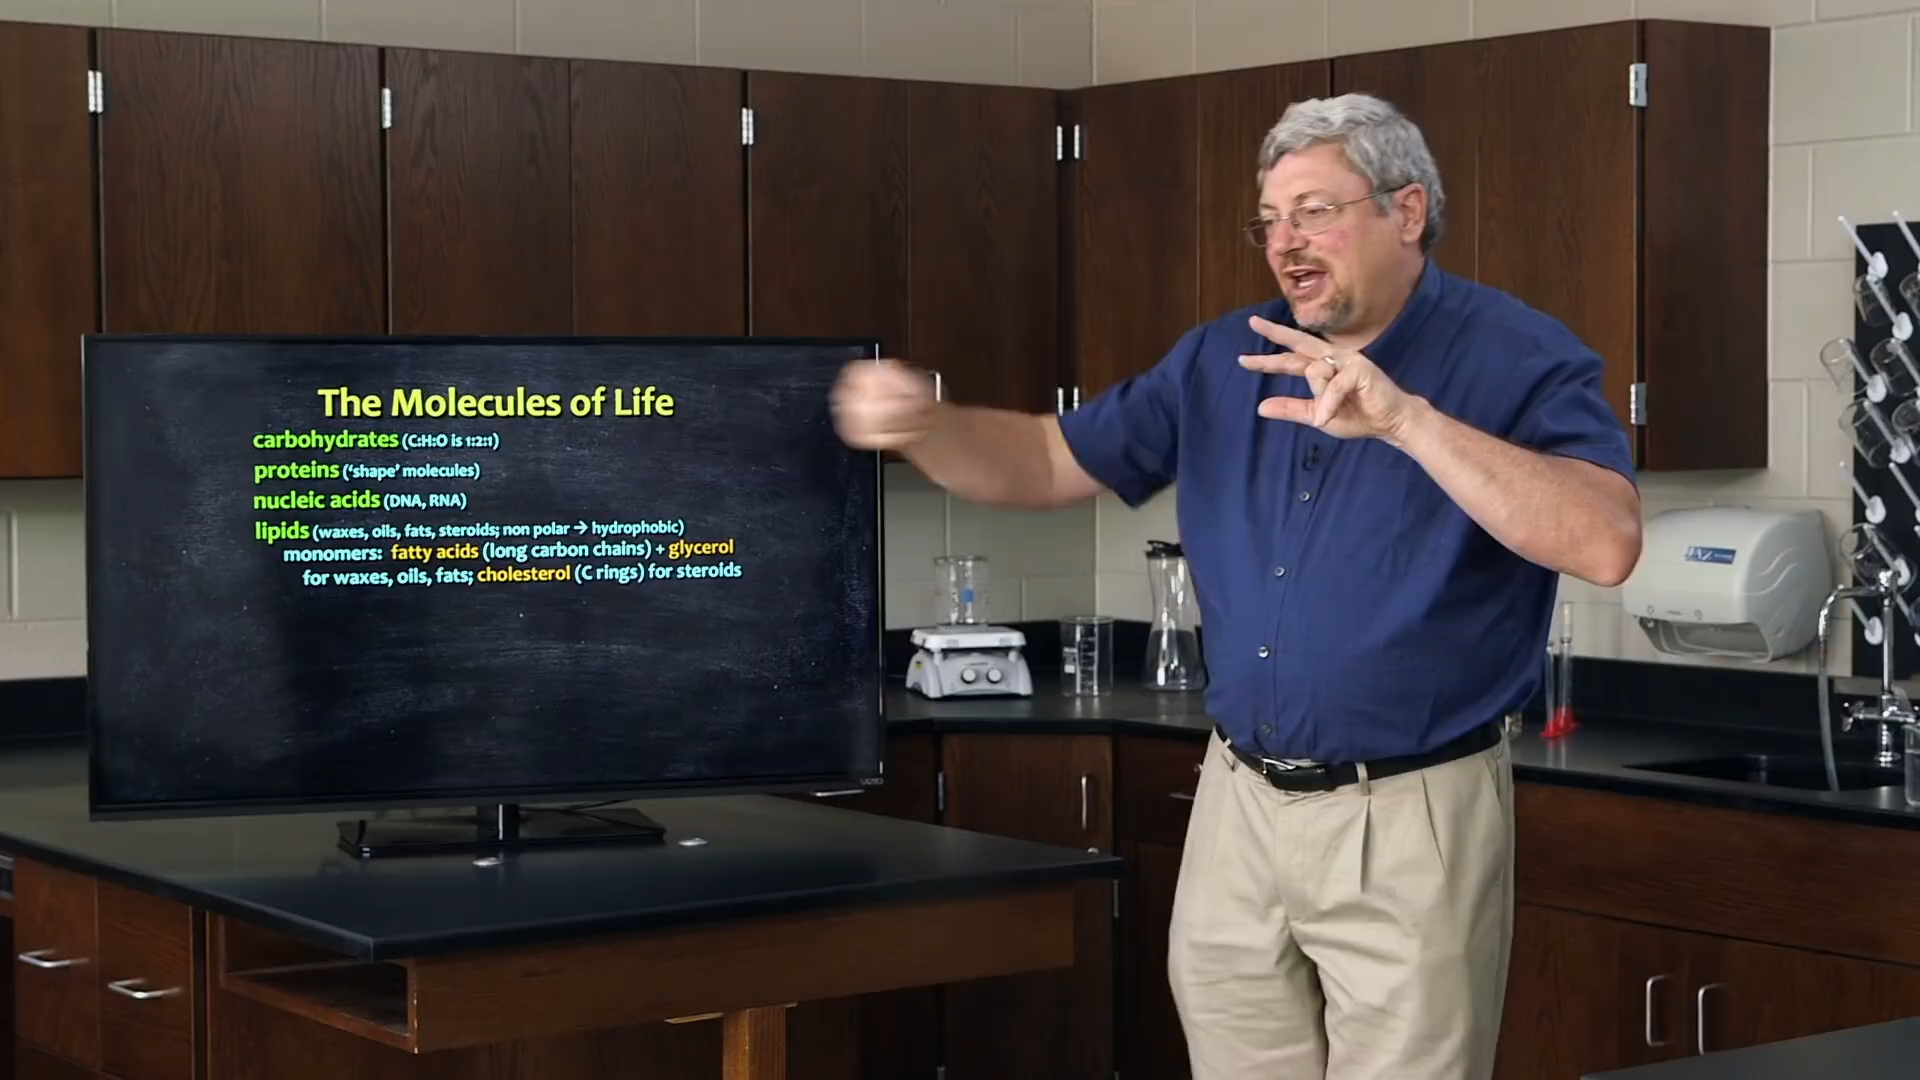 The Molecules of Life
carbohydrates (C:H:O is 1:2:1)
proteins ('shape' molecules)
nucleic acids (DNA, RNA)
lipids (waxes, oils, fats, steroids; non polar → hydrophobic)
monomers: fatty acids (long carbon chains) + glycerol
for waxes, oils, fats; cholesterol (C rings) for steroids